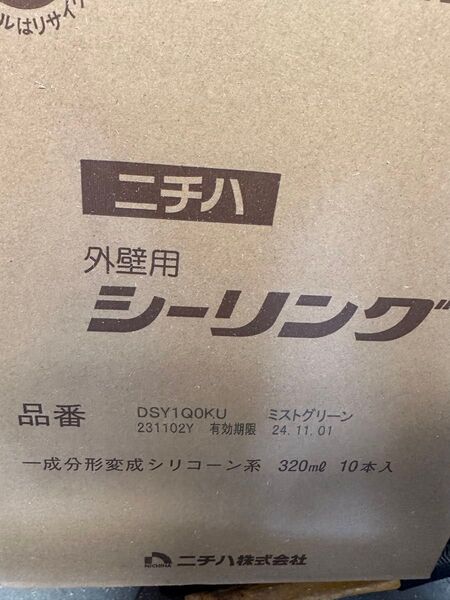 ルはリサイク
ニチハ
外壁用
シーリング
品番 DSY1Q0KU ミストグリーン
231102Y 有効期限 24.11.01
一成分形変成シリコーン系 320mℓ 10本入
NICHIHA ニチハ株式会社